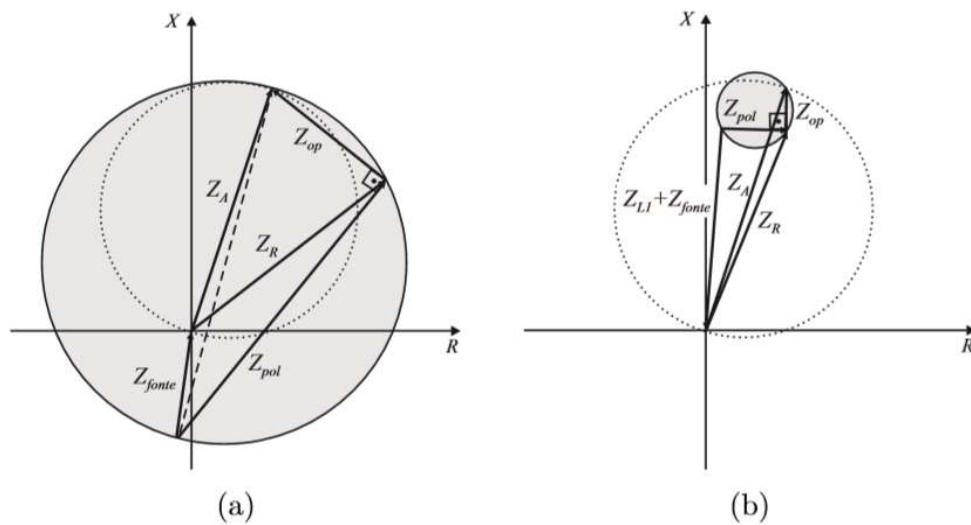 X
Z_op
Z_A
Z_R
R
Z_fonte
Z_pol
(a)
X
Z_pol
Z_op
Z_L1+Z_fonte
Z_A
Z_R
R
(b)